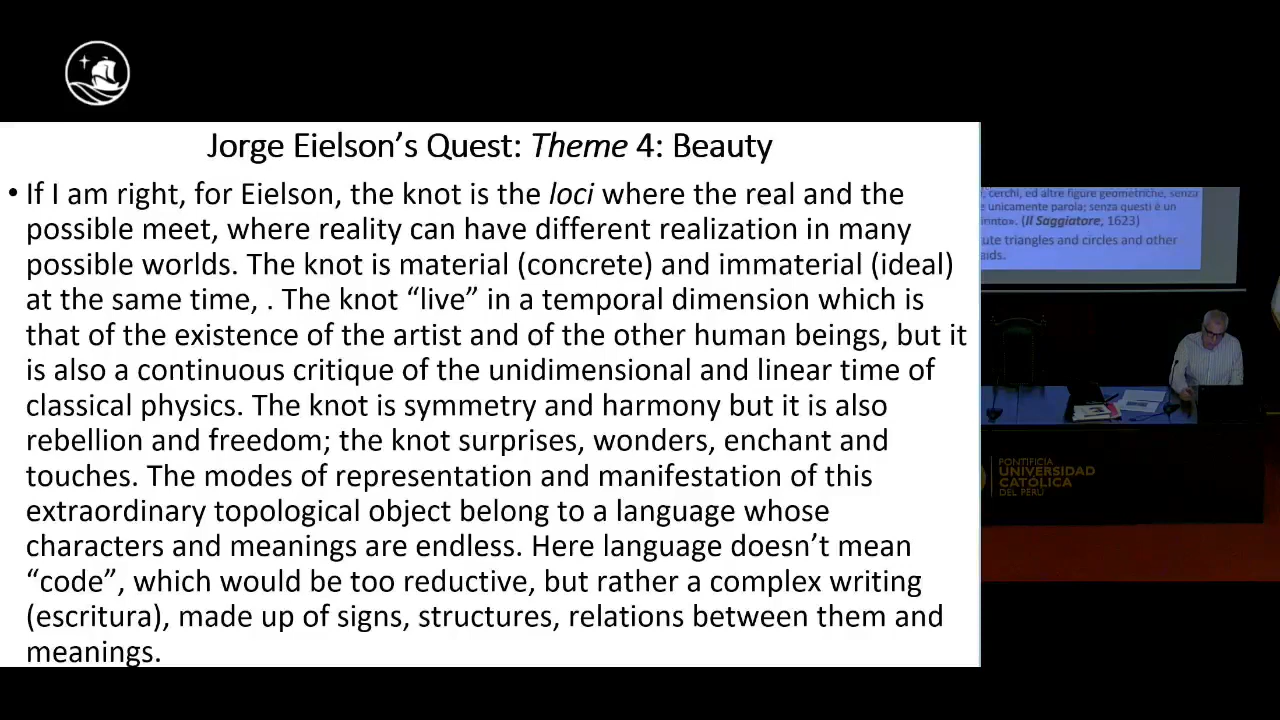 Jorge Eielson’s Quest: Theme 4: Beauty
• If I am right, for Eielson, the knot is the loci where the real and the
possible meet, where reality can have different realization in many
possible worlds. The knot is material (concrete) and immaterial (ideal)
at the same time, . The knot “live” in a temporal dimension which is
that of the existence of the artist and of the other human beings, but it
is also a continuous critique of the unidimensional and linear time of
classical physics. The knot is symmetry and harmony but it is also
rebellion and freedom; the knot surprises, wonders, enchant and
touches. The modes of representation and manifestation of this
extraordinary topological object belong to a language whose
characters and meanings are endless. Here language doesn’t mean
“code”, which would be too reductive, but rather a complex writing
(escritura), made up of signs, structures, relations between them and
meanings.
cerchi, ed altre figure geometriche, senza
e unicamente parola; senza questi è un
(Il Saggiatore, 1623)
ute triangles and circles and other
aids.
PONTIFICIA
UNIVERSIDAD
CATÓLICA
DEL PERÚ